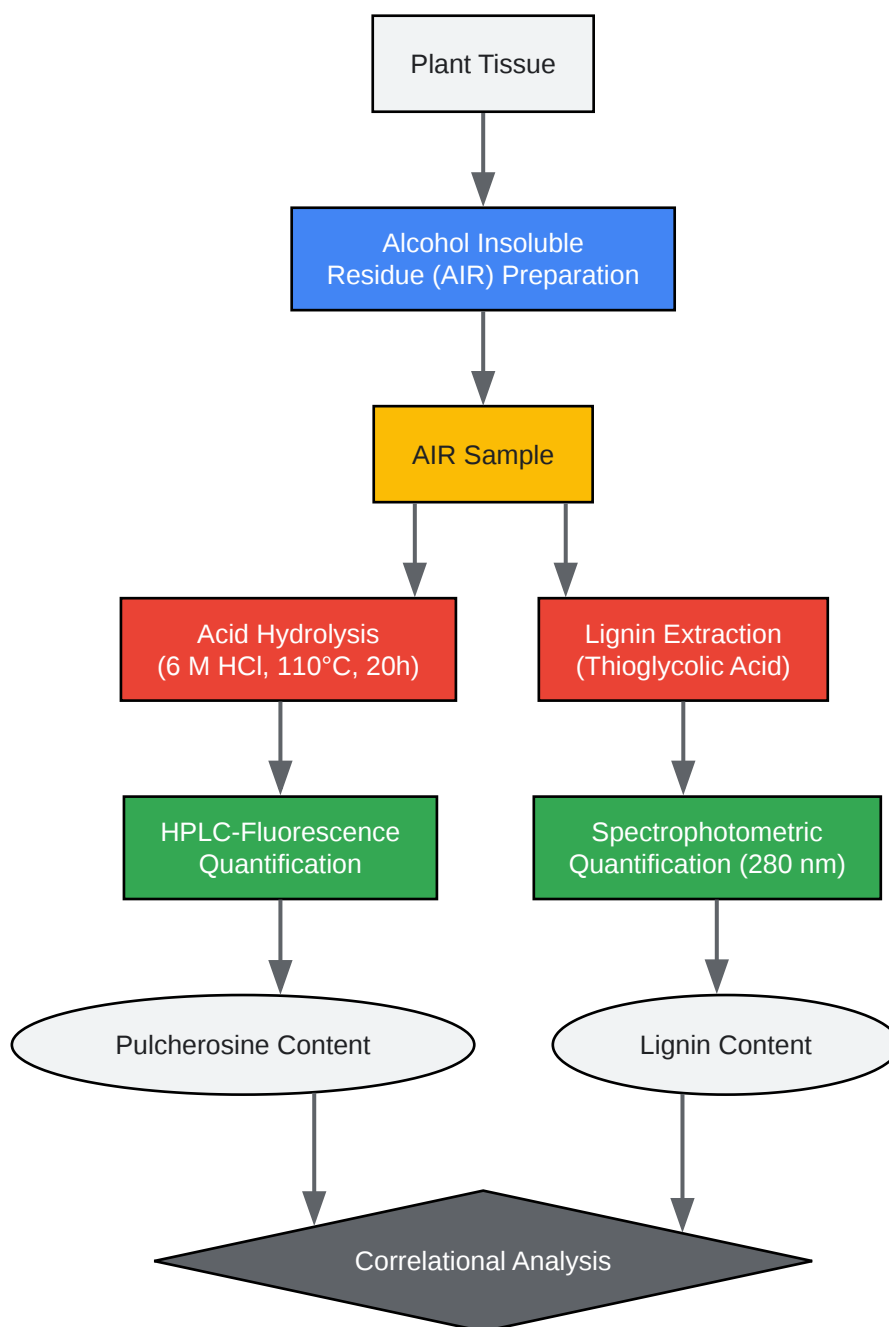 Plant Tissue
Alcohol Insoluble
Residue (AIR) Preparation
AIR Sample
Acid Hydrolysis
(6 M HCl, 110°C, 20h)
Lignin Extraction
(Thioglycolic Acid)
HPLC-Fluorescence
Quantification
Spectrophotometric
Quantification (280 nm)
Pulcherosine Content
Lignin Content
Correlational Analysis